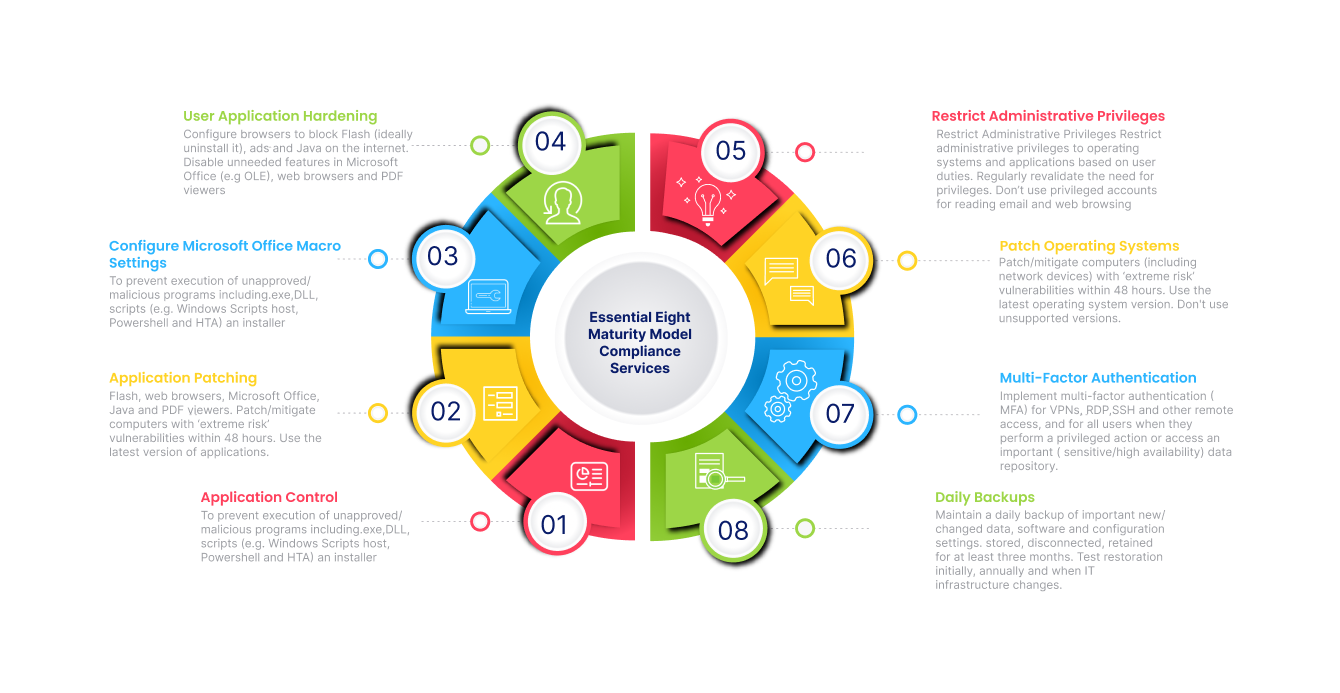 User Application Hardening
Configure browsers to block Flash (ideally
uninstall it), ads and Java on the internet.
Disable unneeded features in Microsoft
Office (e.g OLE), web browsers and PDF
viewers
04
Configure Microsoft Office Macro
Settings
To prevent execution of unapproved/
malicious programs including.exe,DLL,
scripts (e.g. Windows Scripts host,
Powershell and HTA) an installer
03
Application Patching
Flash, web browsers, Microsoft Office,
Java and PDF viewers. Patch/mitigate
computers with ‘extreme risk’
vulnerabilities within 48 hours. Use the
latest version of applications.
02
Application Control
To prevent execution of unapproved/
malicious programs including.exe,DLL,
scripts (e.g. Windows Scripts host,
Powershell and HTA) an installer
01
Essential Eight
Maturity Model
Compliance
Services
05
Restrict Administrative Privileges
Restrict Administrative Privileges Restrict
administrative privileges to operating
systems and applications based on user
duties. Regularly revalidate the need for
privileges. Don’t use privileged accounts
for reading email and web browsing
06
Patch Operating Systems
Patch/mitigate computers (including
network devices) with ‘extreme risk’
vulnerabilities within 48 hours. Use the
latest operating system version. Don't use
unsupported versions.
07
Multi-Factor Authentication
Implement multi-factor authentication (
MFA) for VPNs, RDP,SSH and other remote
access, and for all users when they
perform a privileged action or access an
important ( sensitive/high availability) data
repository.
08
Daily Backups
Maintain a daily backup of important new/
changed data, software and configuration
settings. stored, disconnected, retained
for at least three months. Test restoration
initially, annually and when IT
infrastructure changes.